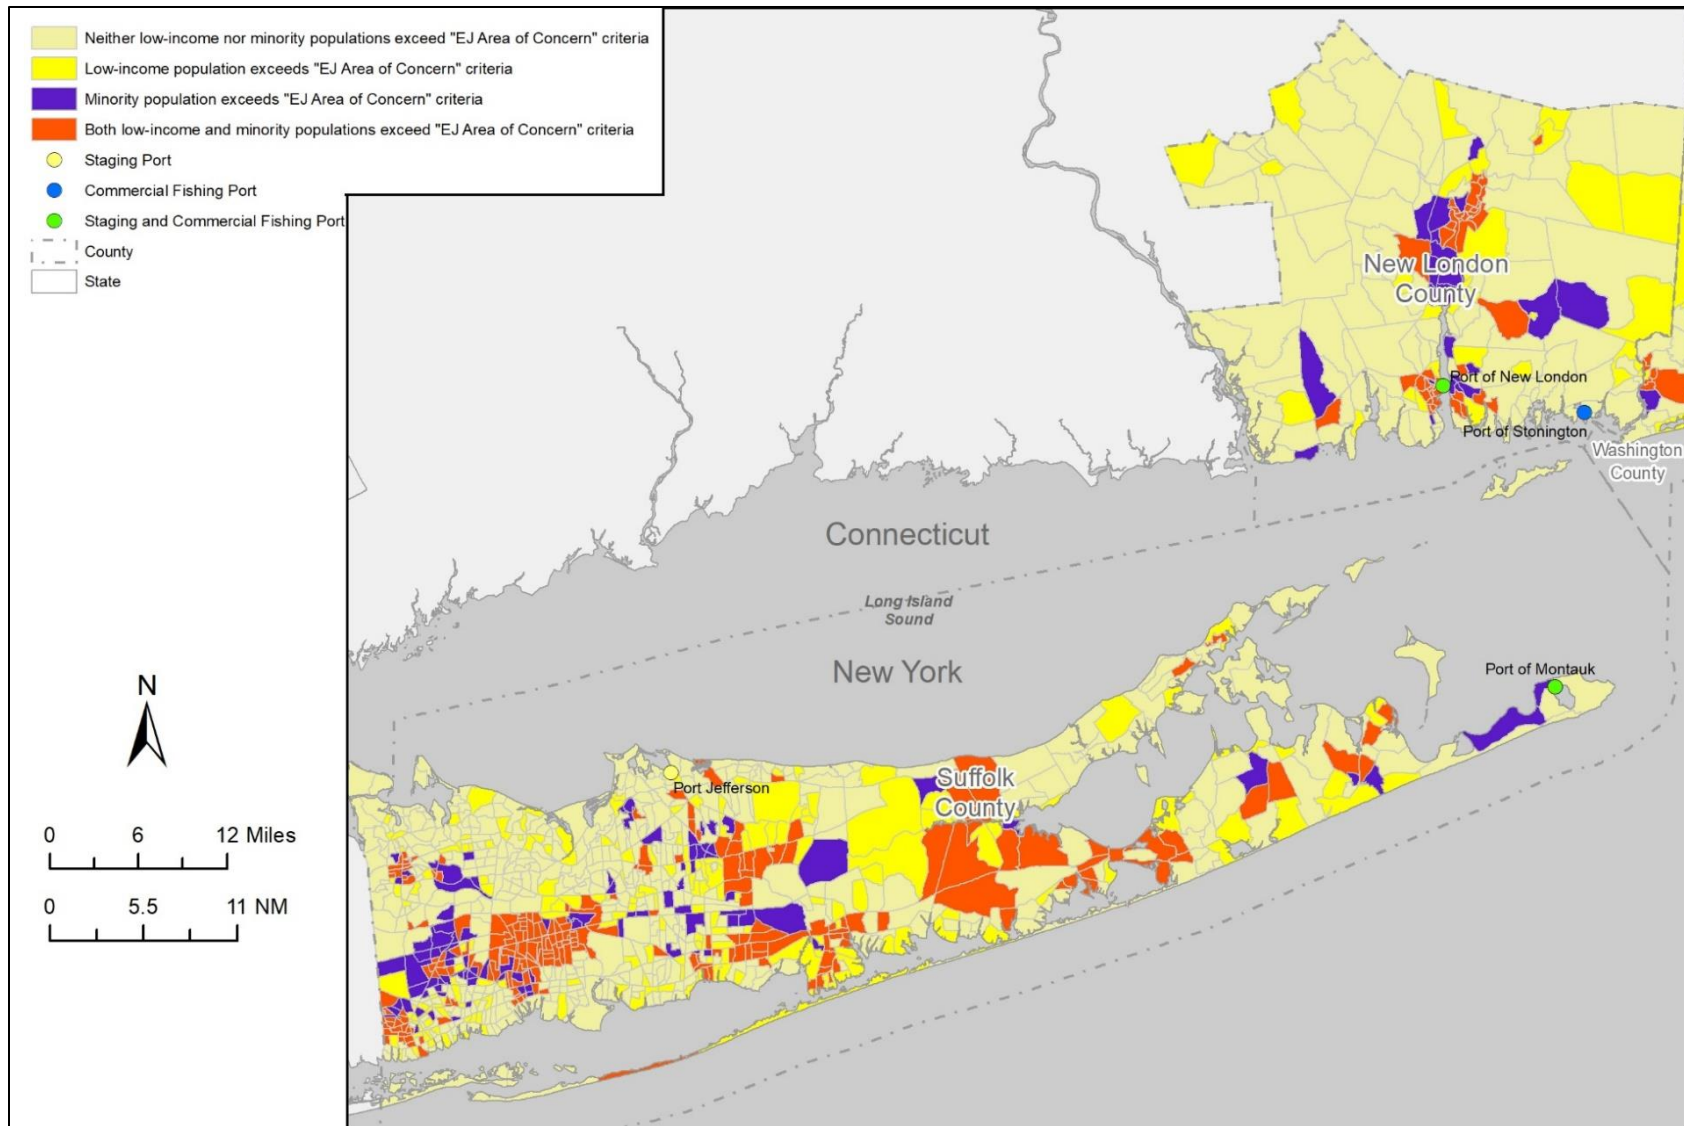 Neither low-income nor minority populations exceed "EJ Area of Concern" criteria
Low-income population exceeds "EJ Area of Concern" criteria
Minority population exceeds "EJ Area of Concern" criteria
Both low-income and minority populations exceed "EJ Area of Concern" criteria
Staging Port
Commercial Fishing Port
Staging and Commercial Fishing Port
County
State
New London
County
Port of New London
Port of Stonington
Washington
County
Connecticut
Long Island
Sound
New York
Port of Montauk
N
Suffolk
County
Port Jefferson
0 6 12 Miles
0 5.5 11 NM